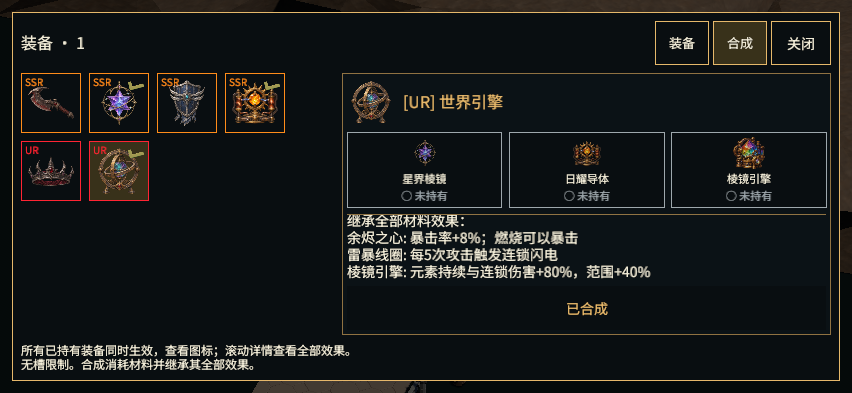 装备 · 1
装备
合成
关闭
SSR
SSR
SSR
SSR
UR
UR
[UR] 世界引擎
星界棱镜
〇 未持有
日耀导体
〇 未持有
棱镜引擎
〇 未持有
继承全部材料效果:
余烬之心: 暴击率+8%；燃烧可以暴击
雷暴线圈: 每5次攻击触发连锁闪电
棱镜引擎: 元素持续与连锁伤害+80%，范围+40%
已合成
所有已持有装备同时生效，查看图标；滚动详情查看全部效果。
无槽限制。合成消耗材料并继承其全部效果。